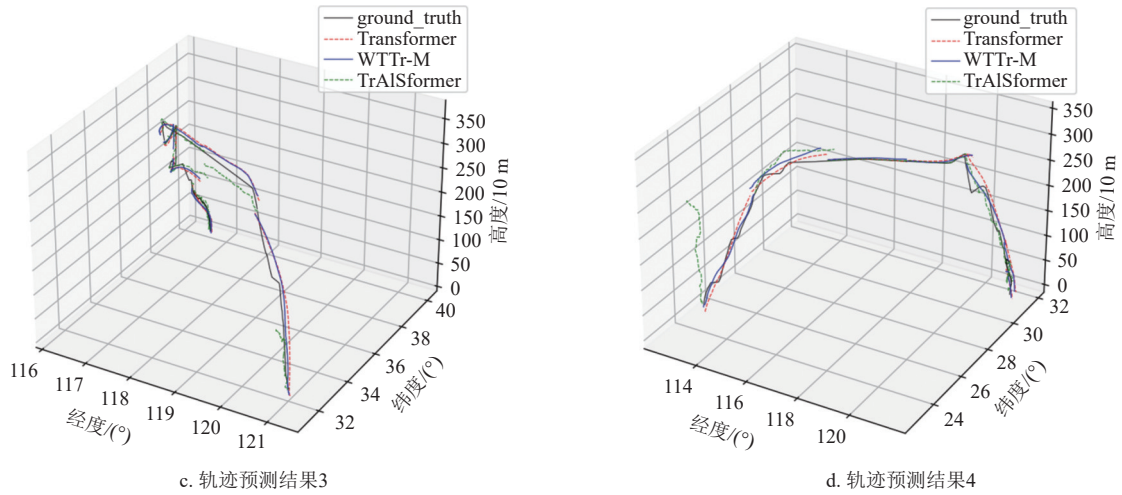 ground_truth
Transformer
WTTr-M
TrAISformer
350
300
250
200
150
100
50
0
高度/10 m
40
38
36
34
32
纬度/(°)
116
117
118
119
120
121
经度/(°)
c. 轨迹预测结果3
ground_truth
Transformer
WTTr-M
TrAISformer
350
300
250
200
150
100
50
0
高度/10 m
32
30
28
26
24
纬度/(°)
114
116
118
120
经度/(°)
d. 轨迹预测结果4